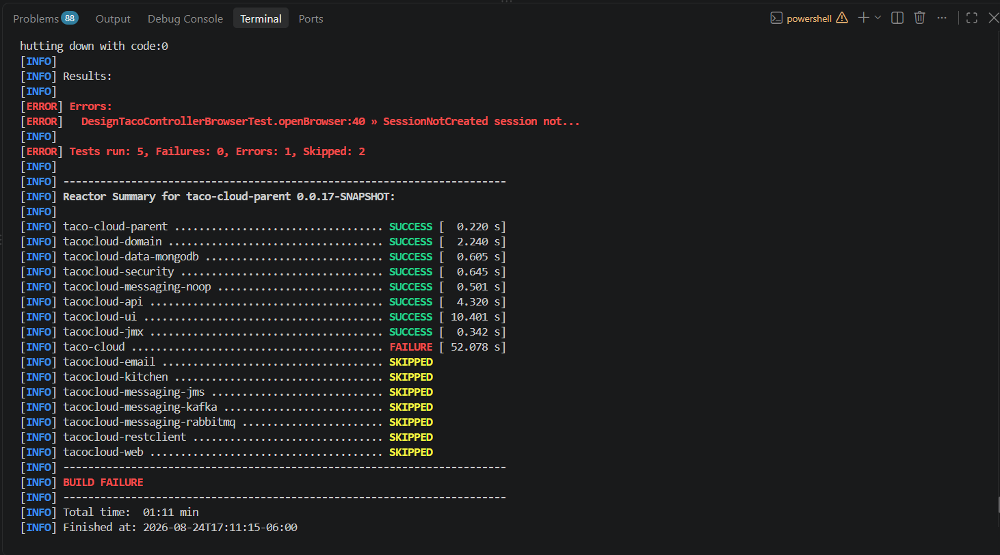 Problems 88 Output Debug Console Terminal Ports powershell
hutting down with code:0
[INFO]
[INFO] Results:
[INFO]
[ERROR] Errors:
[ERROR]   DesignTacoControllerBrowserTest.openBrowser:40 » SessionNotCreated session not...
[INFO]
[ERROR] Tests run: 5, Failures: 0, Errors: 1, Skipped: 2
[INFO]
[INFO] ------------------------------------------------------------------------
[INFO] Reactor Summary for taco-cloud-parent 0.0.17-SNAPSHOT:
[INFO]
[INFO] taco-cloud-parent .................................. SUCCESS [  0.220 s]
[INFO] tacocloud-domain ................................... SUCCESS [  2.240 s]
[INFO] tacocloud-data-mongodb ............................. SUCCESS [  0.605 s]
[INFO] tacocloud-security ................................. SUCCESS [  0.645 s]
[INFO] tacocloud-messaging-noop ........................... SUCCESS [  0.501 s]
[INFO] tacocloud-api ...................................... SUCCESS [  4.320 s]
[INFO] tacocloud-ui ....................................... SUCCESS [ 10.401 s]
[INFO] tacocloud-jmx ...................................... SUCCESS [  0.342 s]
[INFO] taco-cloud ......................................... FAILURE [ 52.078 s]
[INFO] tacocloud-email .................................... SKIPPED
[INFO] tacocloud-kitchen .................................. SKIPPED
[INFO] tacocloud-messaging-jms ............................ SKIPPED
[INFO] tacocloud-messaging-kafka .......................... SKIPPED
[INFO] tacocloud-messaging-rabbitmq ....................... SKIPPED
[INFO] tacocloud-restclient ............................... SKIPPED
[INFO] tacocloud-web ...................................... SKIPPED
[INFO] ------------------------------------------------------------------------
[INFO] BUILD FAILURE
[INFO] ------------------------------------------------------------------------
[INFO] Total time:  01:11 min
[INFO] Finished at: 2026-08-24T17:11:15-06:00